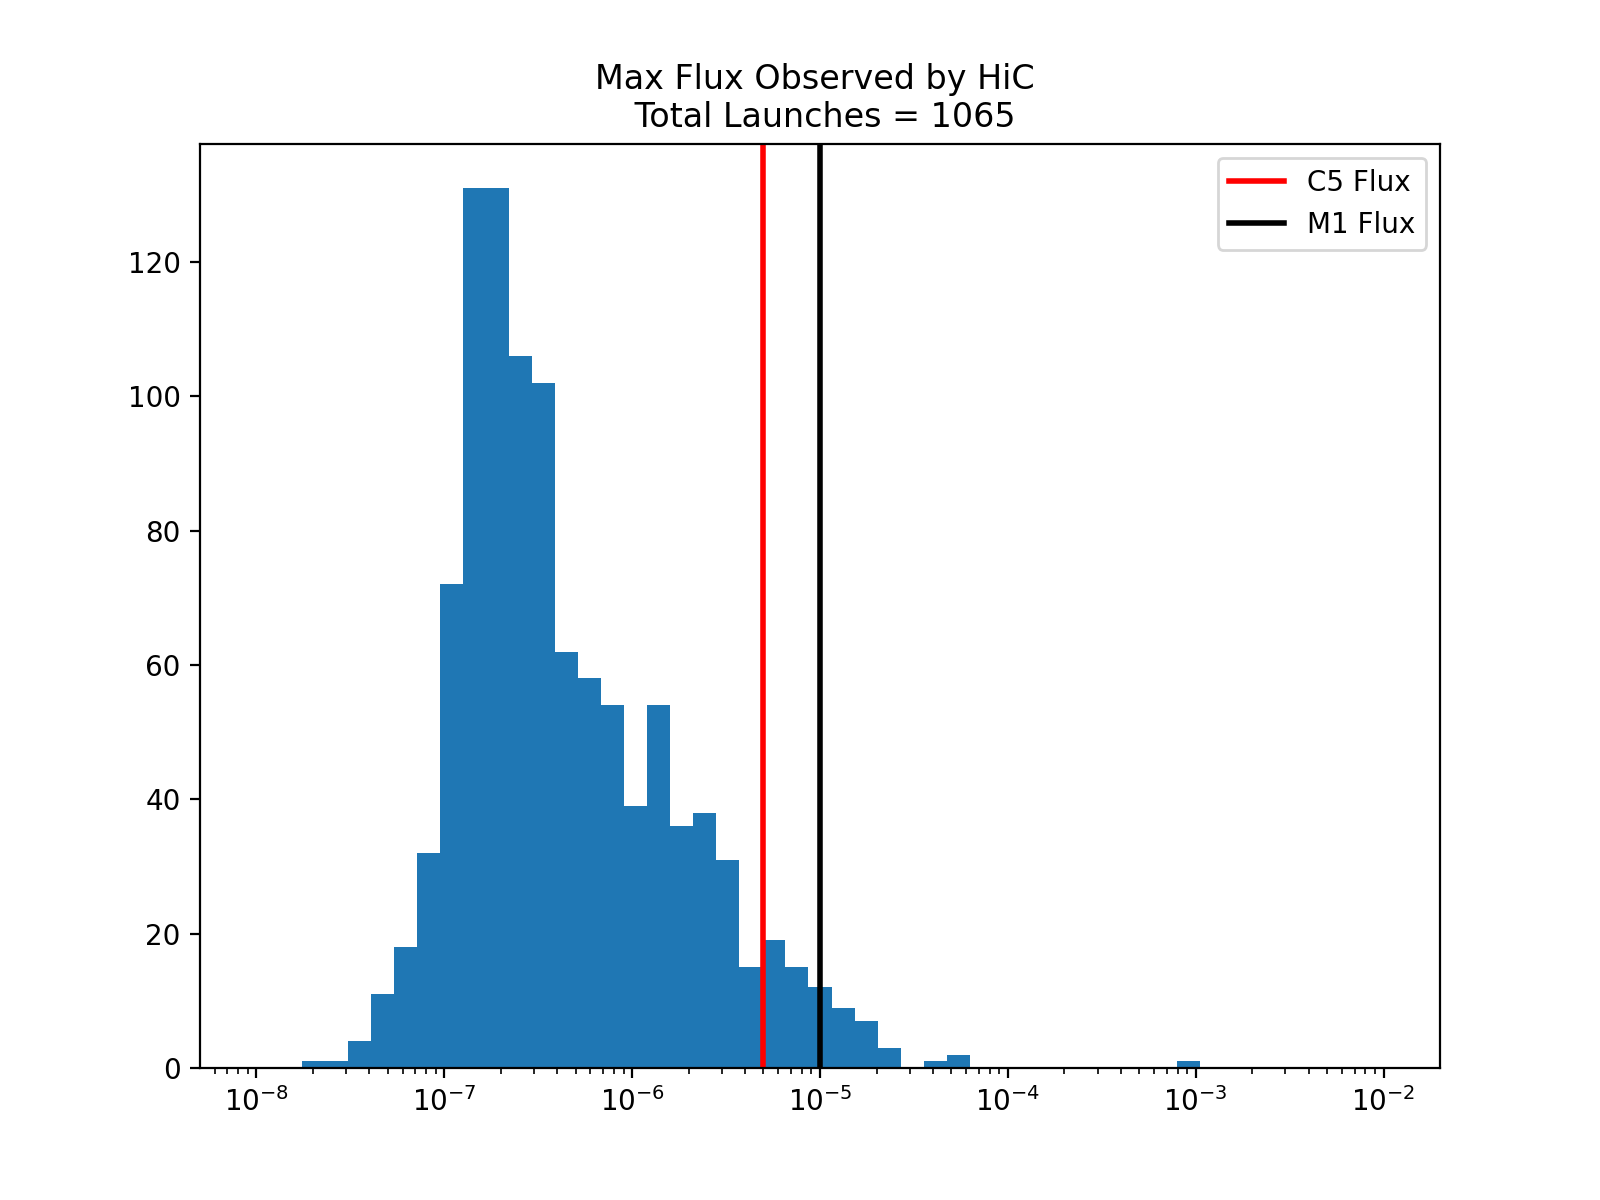 Max Flux Observed by HiC
Total Launches = 1065
C5 Flux
M1 Flux
120
100
80
60
40
20
0
10⁻⁸ 10⁻⁷ 10⁻⁶ 10⁻⁵ 10⁻⁴ 10⁻³ 10⁻²